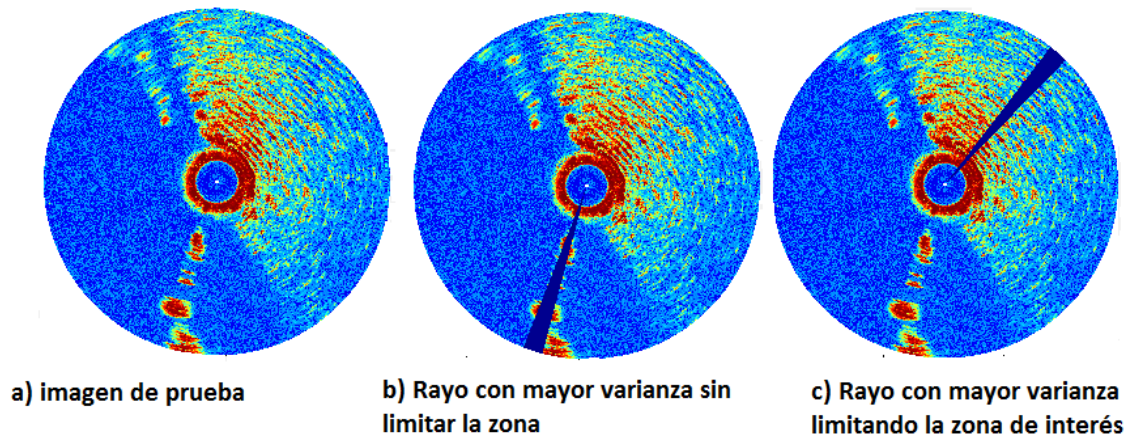 a) imagen de prueba
b) Rayo con mayor varianza sin
limitar la zona
c) Rayo con mayor varianza
limitando la zona de interés